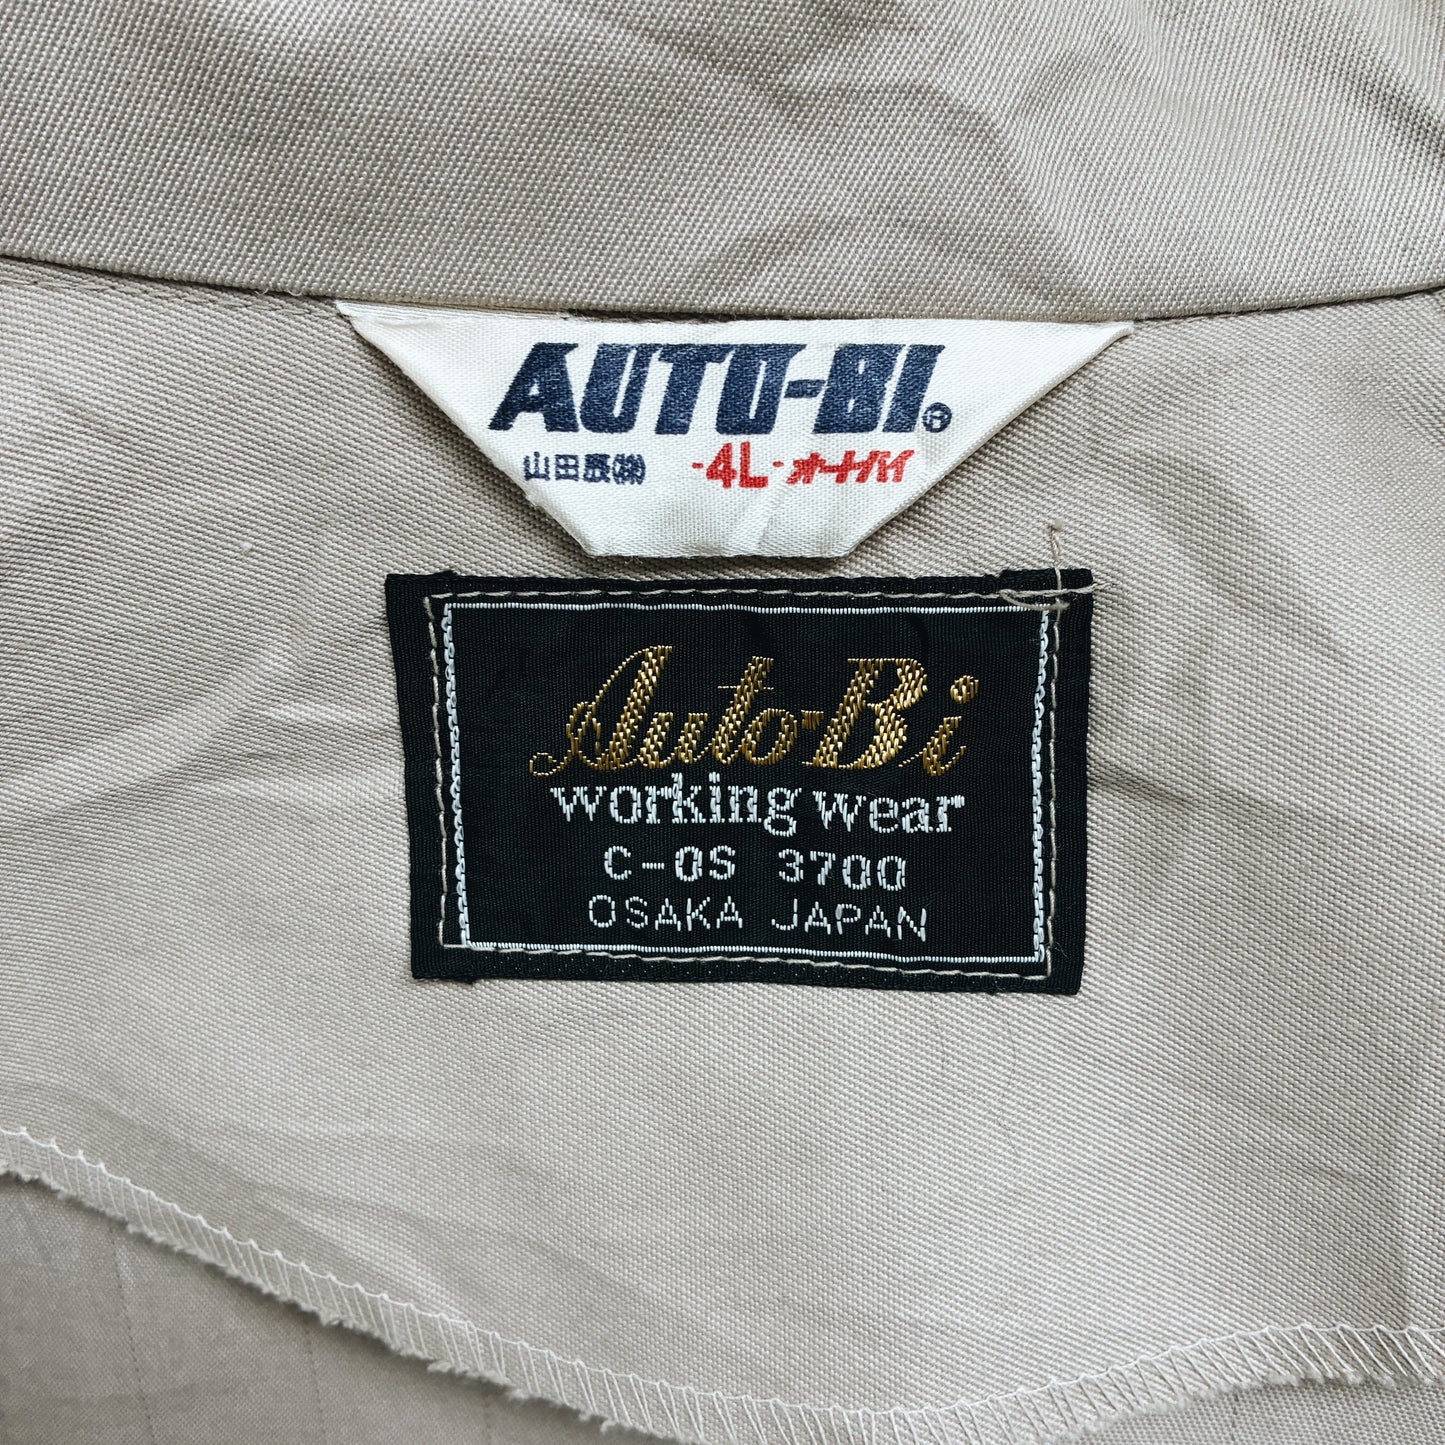 AUTO-BI®
山田辰㈱ -4L- オートバイ
Auto-Bi
working wear
C-OS 3700
OSAKA JAPAN